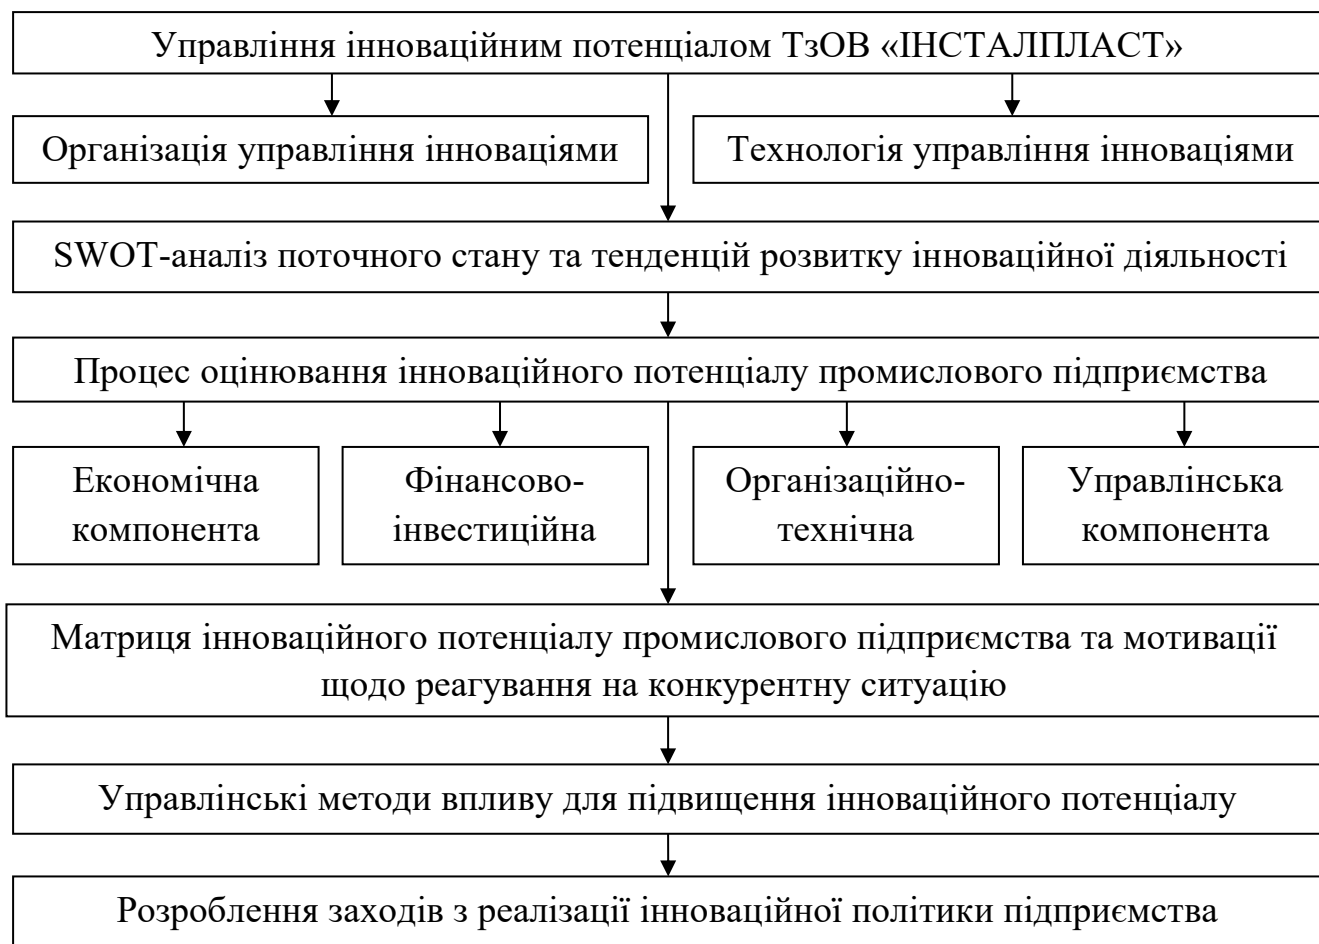 Управління інноваційним потенціалом ТзОВ «ІНСТАЛПЛАСТ»
Організація управління інноваціями
Технологія управління інноваціями
SWOT-аналіз поточного стану та тенденцій розвитку інноваційної діяльності
Процес оцінювання інноваційного потенціалу промислового підприємства
Економічна
компонента
Фінансово-
інвестиційна
Організаційно-
технічна
Управлінська
компонента
Матриця інноваційного потенціалу промислового підприємства та мотивації
щодо реагування на конкурентну ситуацію
Управлінські методи впливу для підвищення інноваційного потенціалу
Розроблення заходів з реалізації інноваційної політики підприємства